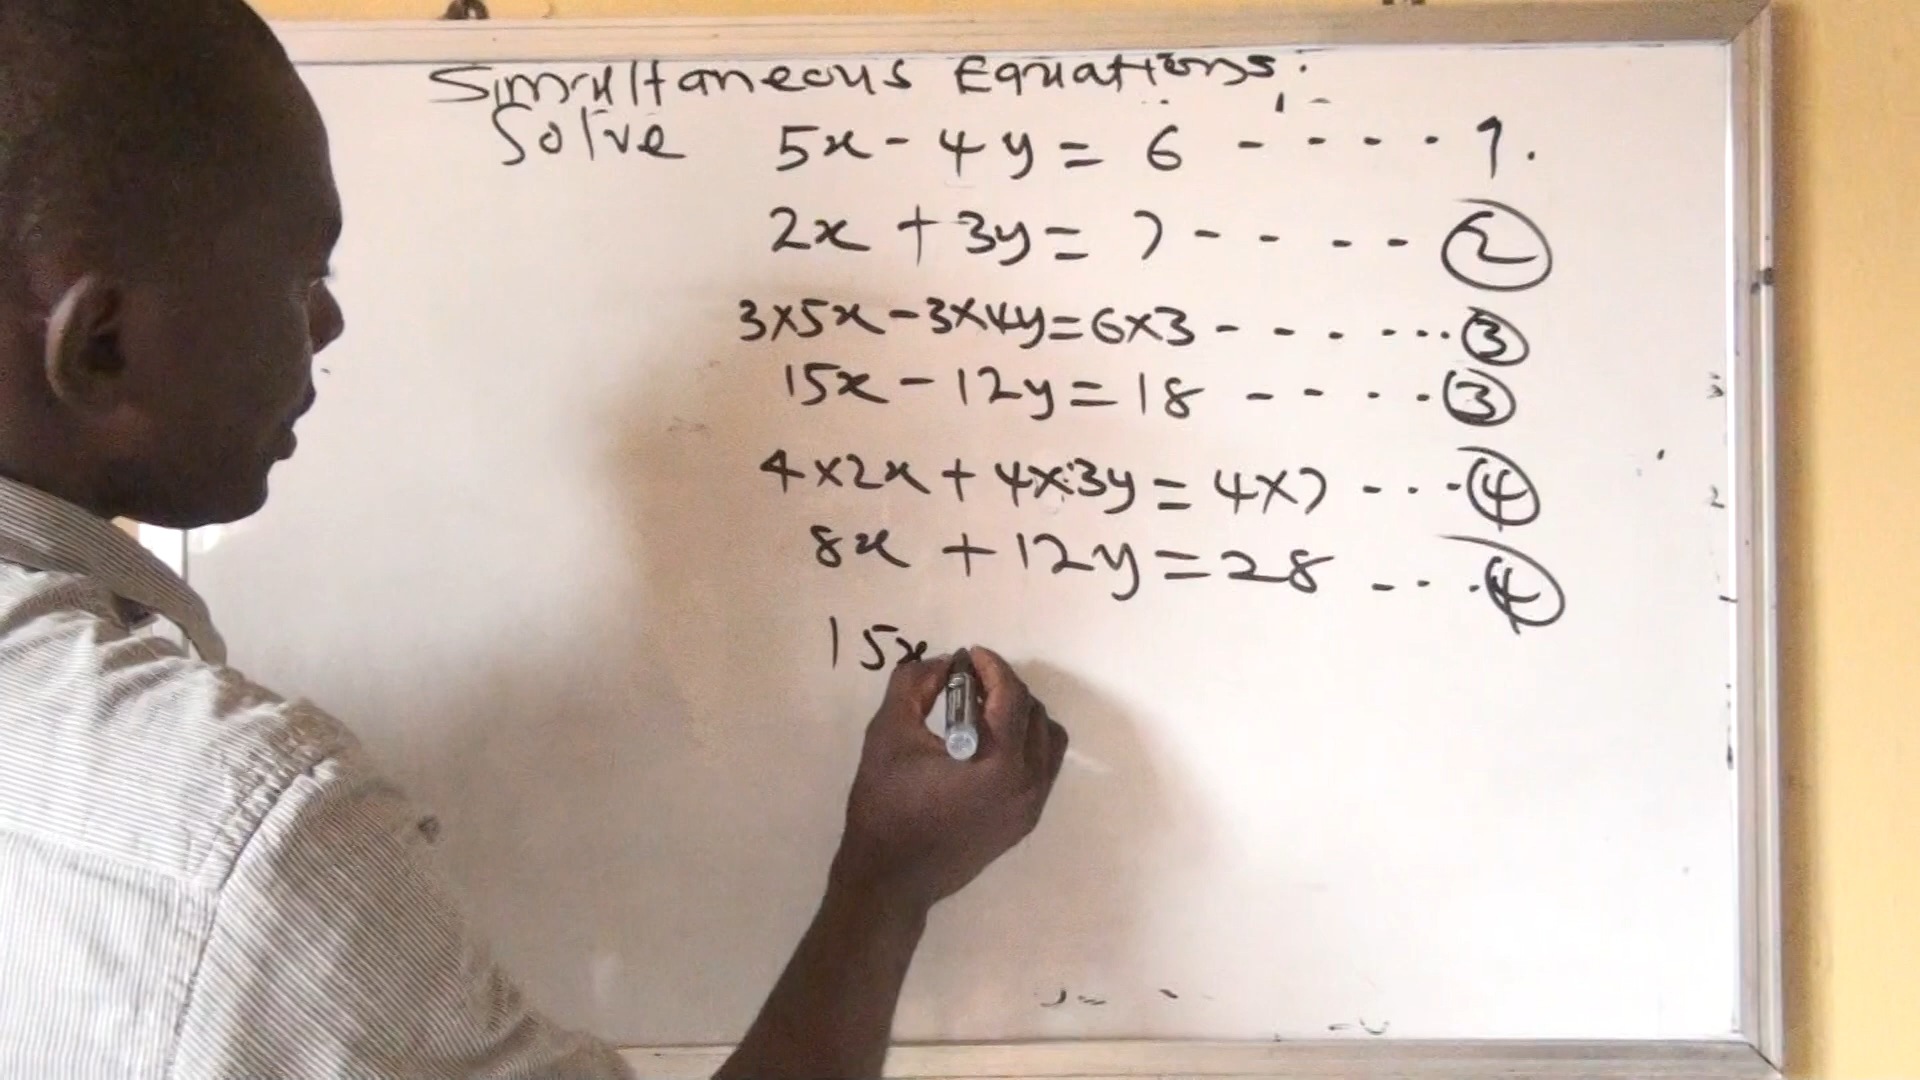 Simultaneous Equations:
Solve 5x - 4y = 6 - - - - - 1.
2x + 3y = 7 - - - - ②
3x5x - 3x4y = 6x3 - - - - ... ③
15x - 12y = 18 - - - - ③
4x2x + 4x3y = 4x7 - - - ④
8x + 12y = 28 - - - ④
15x